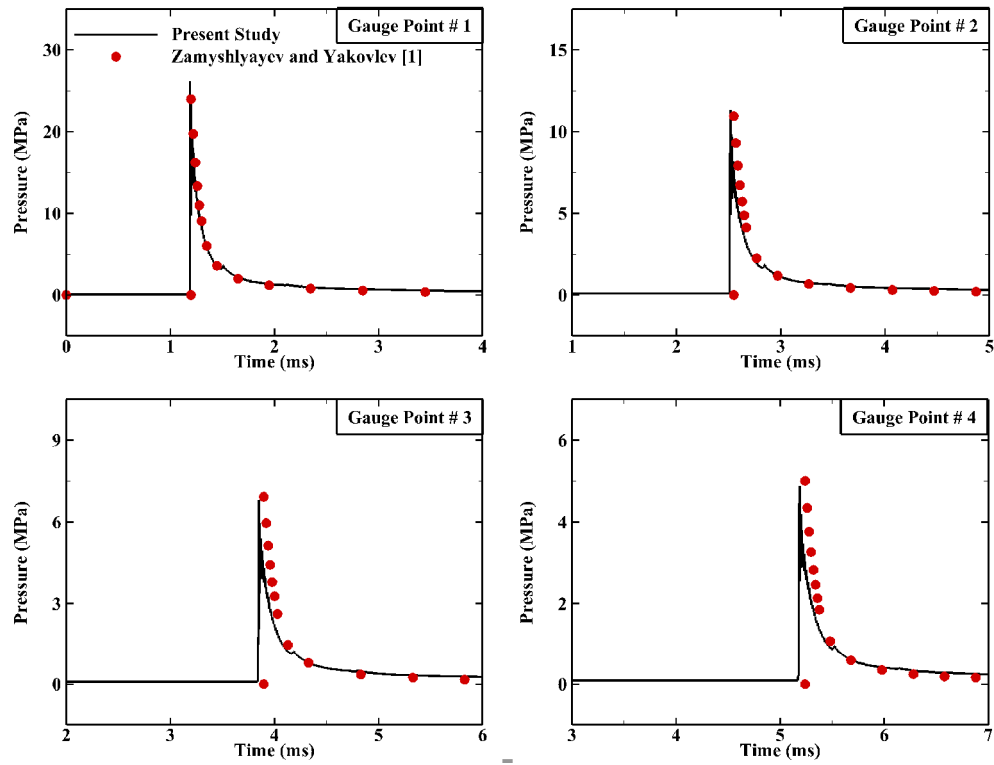 Gauge Point # 1
Present Study
Zamyshlyaycv and Yakovlcv [1]
Pressure (MPa)
30
20
10
0
0
1
2
3
4
Time (ms)
Gauge Point # 2
Pressure (MPa)
15
10
5
0
1
2
3
4
5
Time (ms)
Gauge Point # 3
Pressure (MPa)
9
6
3
0
2
3
4
5
6
Time (ms)
Gauge Point # 4
Pressure (MPa)
6
4
2
0
3
4
5
6
7
Time (ms)